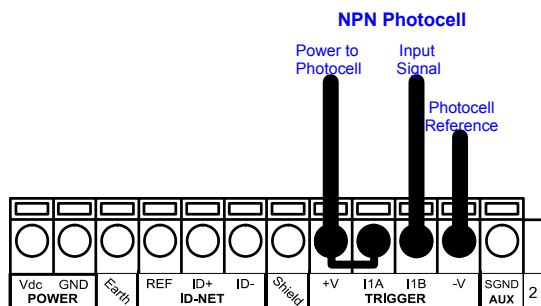 NPN Photocell
Power to
Photocell
Input
Signal
Photocell
Reference
Vdc GND Earth REF ID+ ID- Shield +V I1A I1B -V SGND 2
POWER ID-NET TRIGGER AUX